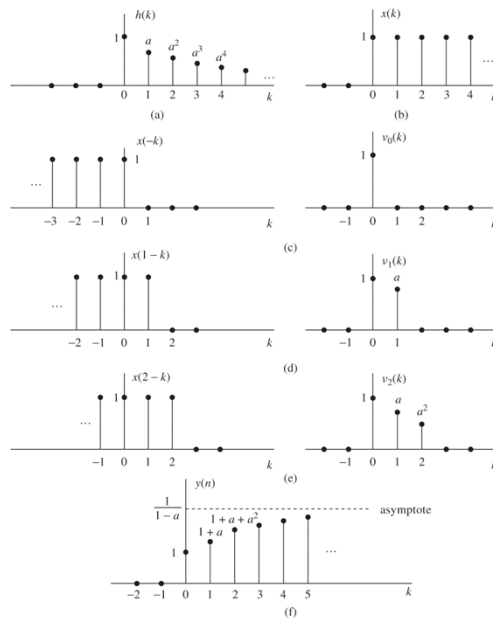 h(k)
1 a a² a³ a⁴ ...
0 1 2 3 4 k
(a)
x(k)
1 ...
0 1 2 3 4
(b)
x(−k)
1
...
−3 −2 −1 0 1 k
v₀(k)
1
−1 0 1 2
(c)
x(1 − k)
1
...
−2 −1 0 1 2 k
v₁(k)
a
1
−1 0 1
(d)
x(2 − k)
1
...
−1 0 1 2 k
v₂(k)
a
1 a²
−1 0 1 2
(e)
y(n)
1/(1 − a) asymptote
1 + a + a²
1 + a
1 ...
−2 −1 0 1 2 3 4 5 k
(f)